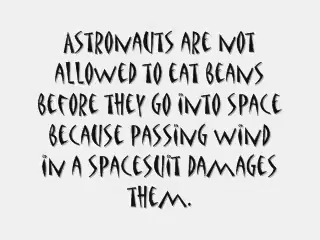 ASTRONAUTS ARE NOT
ALLOWED TO EAT BEANS
BEFORE THEY GO INTO SPACE
BECAUSE PASSING WIND
IN A SPACESUIT DAMAGES
THEM.